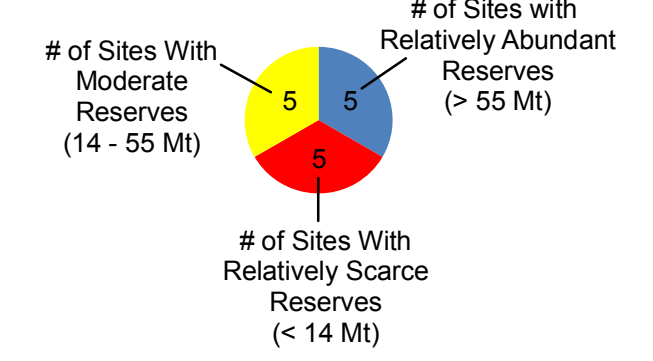 # of Sites with
Relatively Abundant
Reserves
(> 55 Mt)
# of Sites With
Moderate
Reserves
(14 - 55 Mt)
5
5
5
# of Sites With
Relatively Scarce
Reserves
(< 14 Mt)